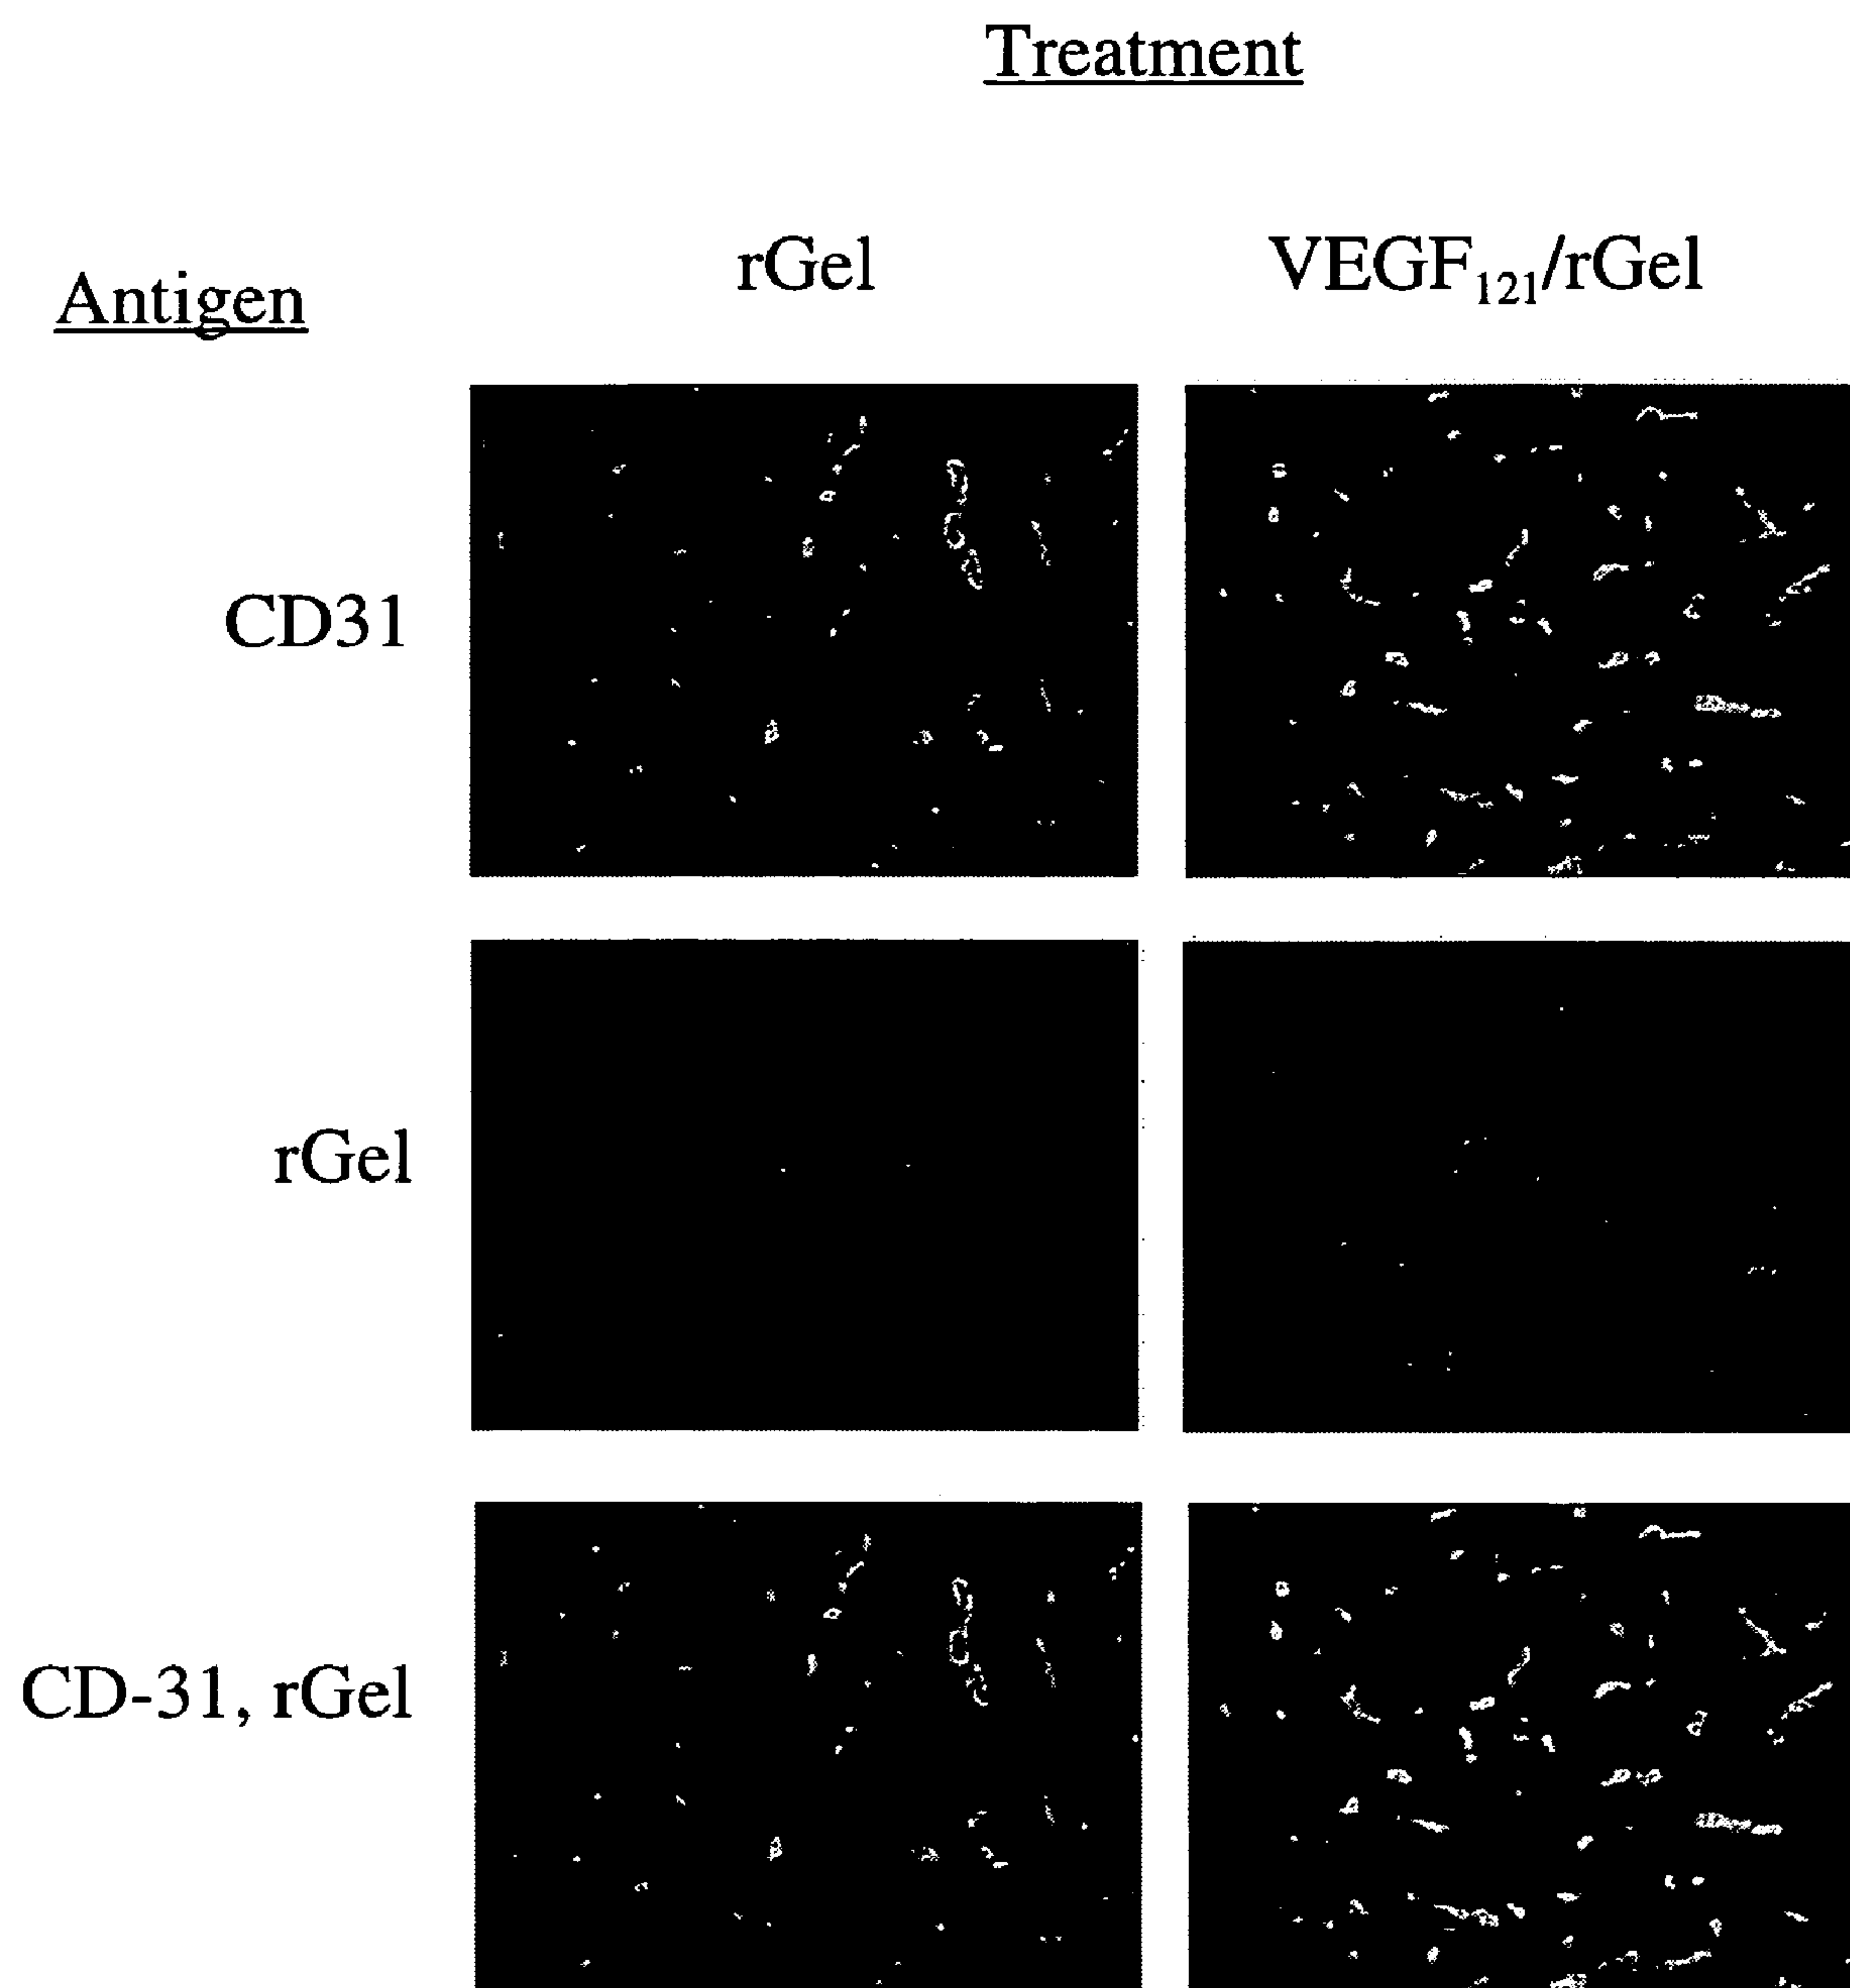 Treatment
rGel VEGF₁₂₁/rGel
Antigen
CD31
rGel
CD-31, rGel